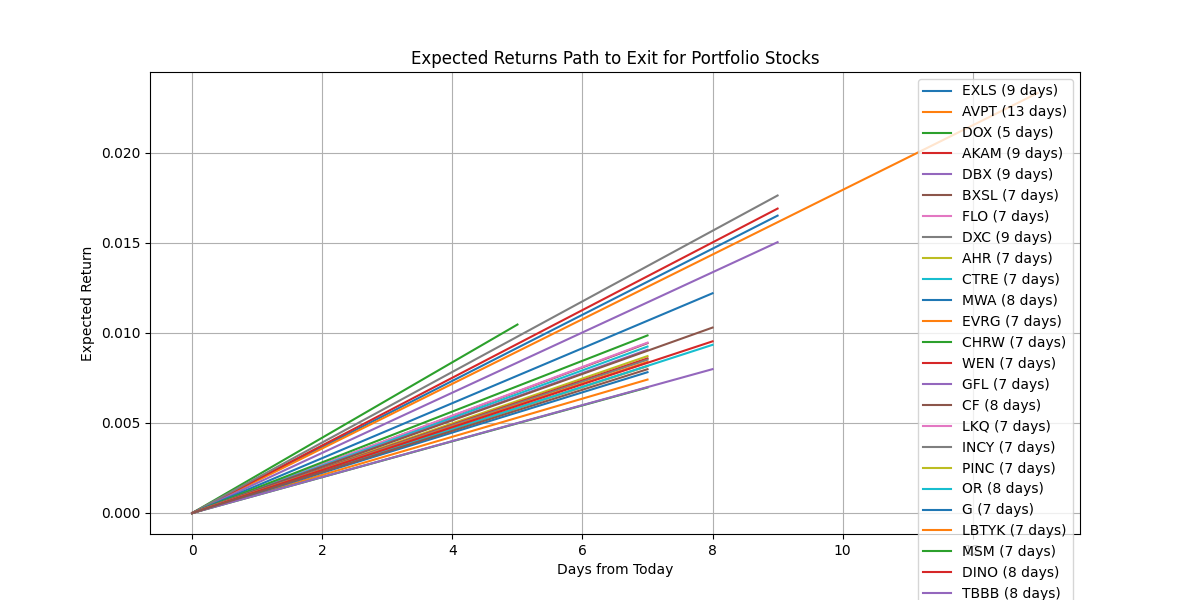 Expected Returns Path to Exit for Portfolio Stocks
EXLS (9 days)
AVPT (13 days)
DOX (5 days)
AKAM (9 days)
DBX (9 days)
BXSL (7 days)
FLO (7 days)
DXC (9 days)
AHR (7 days)
CTRE (7 days)
MWA (8 days)
EVRG (7 days)
CHRW (7 days)
WEN (7 days)
GFL (7 days)
CF (8 days)
LKQ (7 days)
INCY (7 days)
PINC (7 days)
OR (8 days)
G (7 days)
LBTYK (7 days)
MSM (7 days)
DINO (8 days)
TBBB (8 days)
0.020
0.015
0.010
0.005
0.000
Expected Return
0 2 4 6 8 10
Days from Today